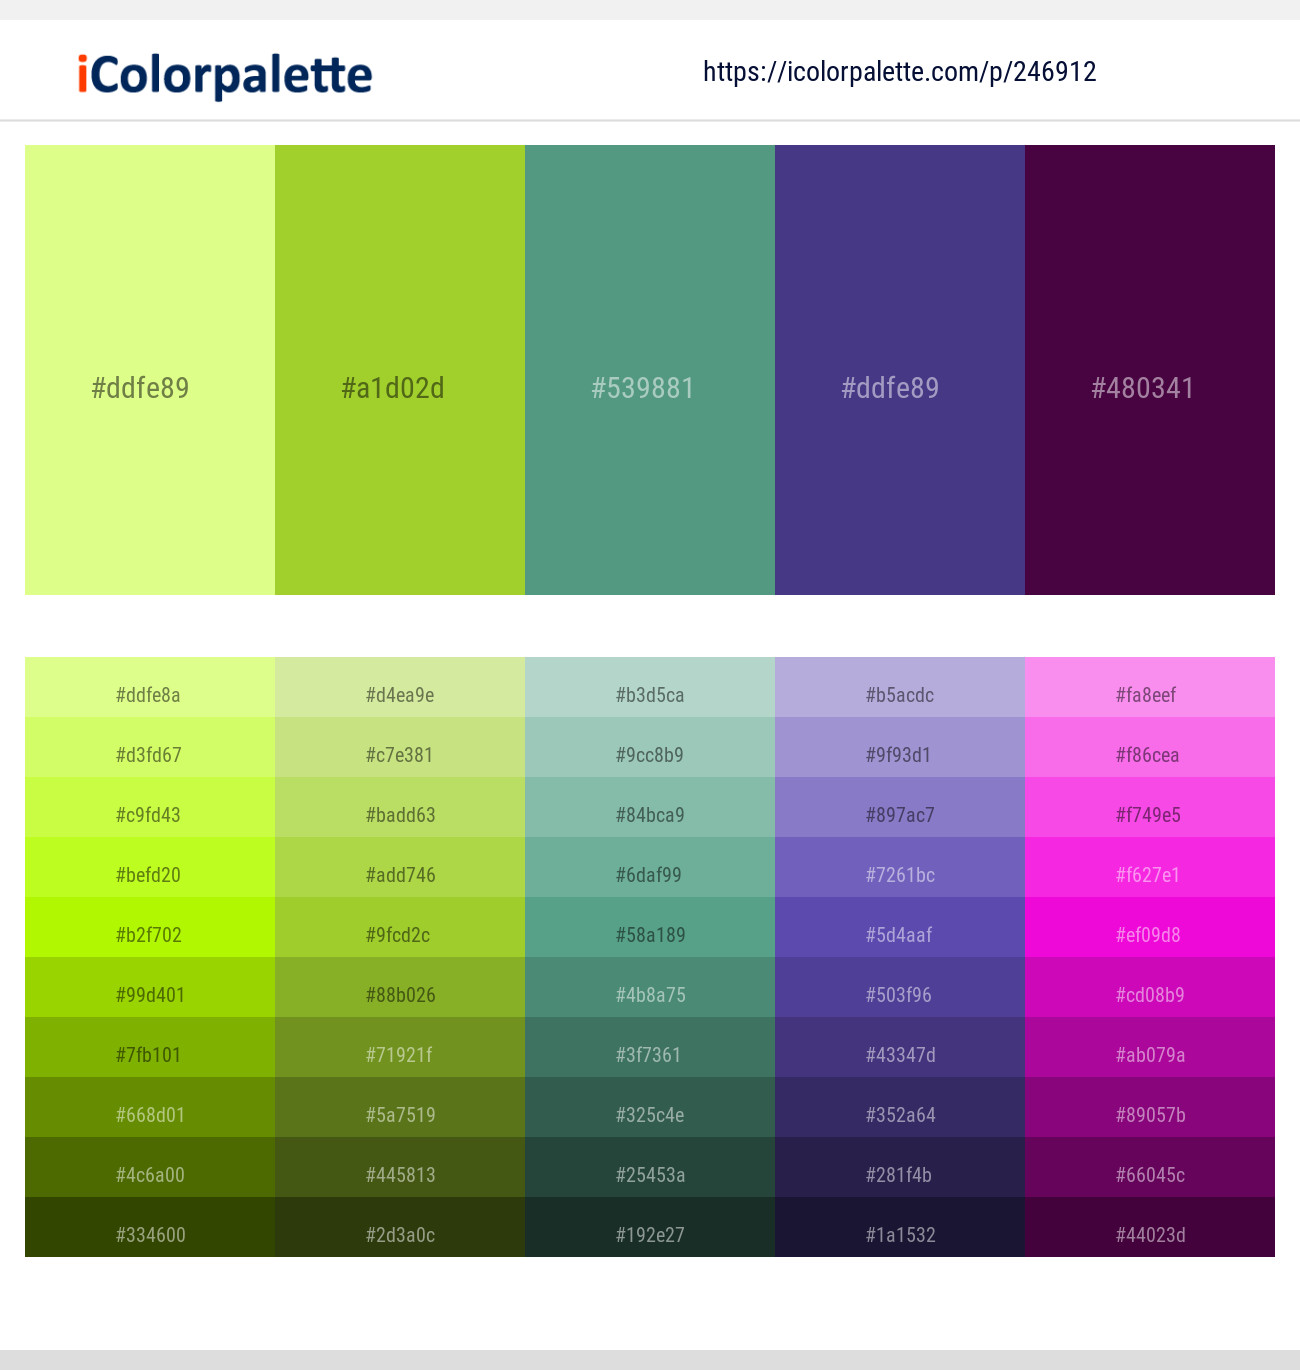 iColorpalette https://icolorpalette.com/p/246912
#ddfe89 #a1d02d #539881 #ddfe89 #480341
#ddfe8a #d4ea9e #b3d5ca #b5acdc #fa8eef
#d3fd67 #c7e381 #9cc8b9 #9f93d1 #f86cea
#c9fd43 #badd63 #84bca9 #897ac7 #f749e5
#befd20 #add746 #6daf99 #7261bc #f627e1
#b2f702 #9fcd2c #58a189 #5d4aaf #ef09d8
#99d401 #88b026 #4b8a75 #503f96 #cd08b9
#7fb101 #71921f #3f7361 #43347d #ab079a
#668d01 #5a7519 #325c4e #352a64 #89057b
#4c6a00 #445813 #25453a #281f4b #66045c
#334600 #2d3a0c #192e27 #1a1532 #44023d